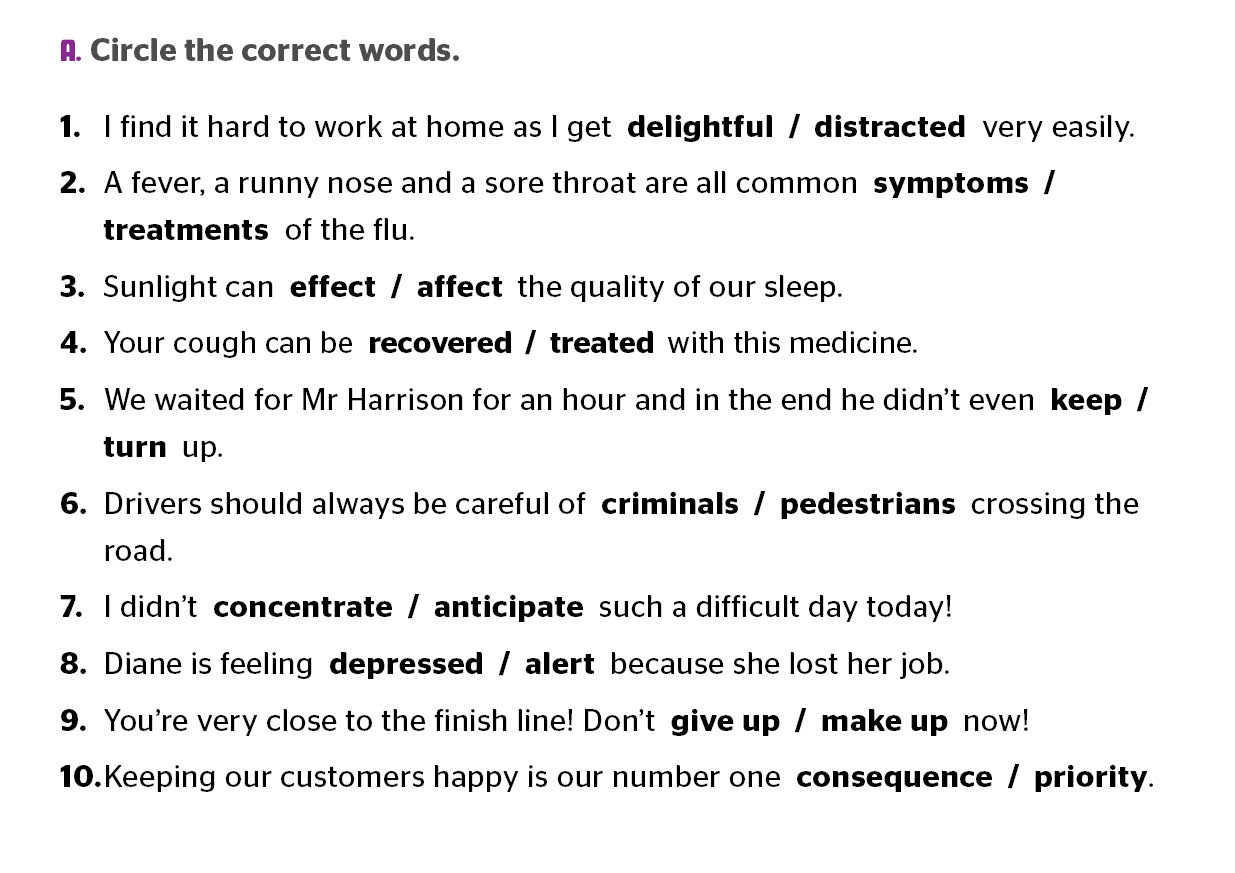 A. Circle the correct words.
1. I find it hard to work at home as I get delightful / distracted very easily.
2. A fever, a runny nose and a sore throat are all common symptoms /
treatments of the flu.
3. Sunlight can effect / affect the quality of our sleep.
4. Your cough can be recovered / treated with this medicine.
5. We waited for Mr Harrison for an hour and in the end he didn’t even keep /
turn up.
6. Drivers should always be careful of criminals / pedestrians crossing the
road.
7. I didn’t concentrate / anticipate such a difficult day today!
8. Diane is feeling depressed / alert because she lost her job.
9. You’re very close to the finish line! Don’t give up / make up now!
10. Keeping our customers happy is our number one consequence / priority.